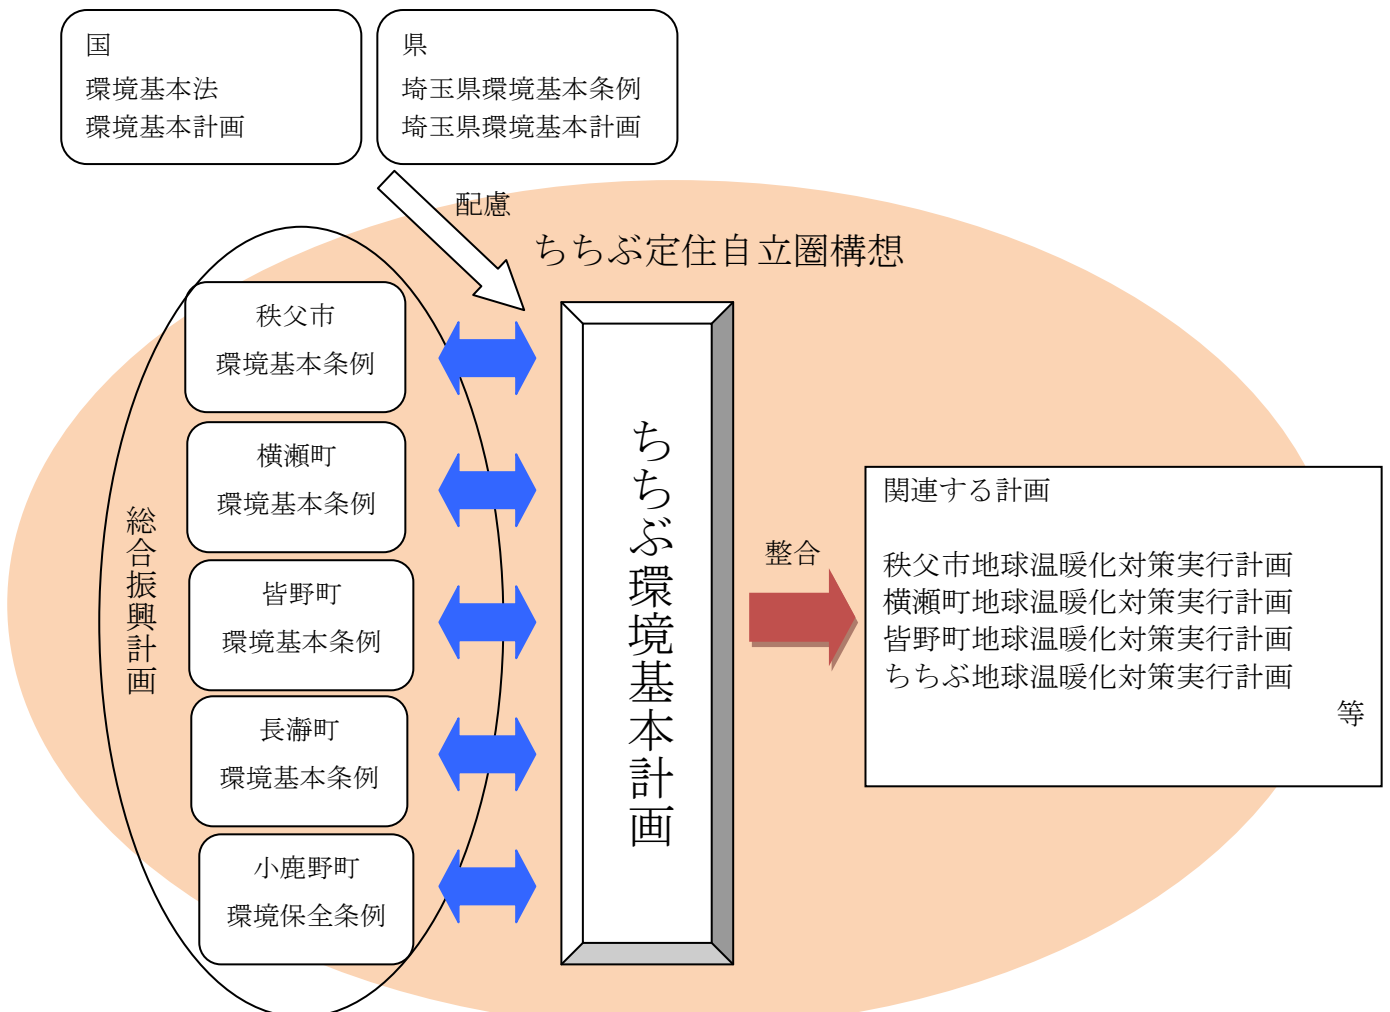 国
環境基本法
環境基本計画
県
埼玉県環境基本条例
埼玉県環境基本計画
配慮
ちちぶ定住自立圏構想
総合振興計画
秩父市
環境基本条例
横瀬町
環境基本条例
皆野町
環境基本条例
長瀞町
環境基本条例
小鹿野町
環境保全条例
ちちぶ環境基本計画
整合
関連する計画
秩父市地球温暖化対策実行計画
横瀬町地球温暖化対策実行計画
皆野町地球温暖化対策実行計画
ちちぶ地球温暖化対策実行計画
等